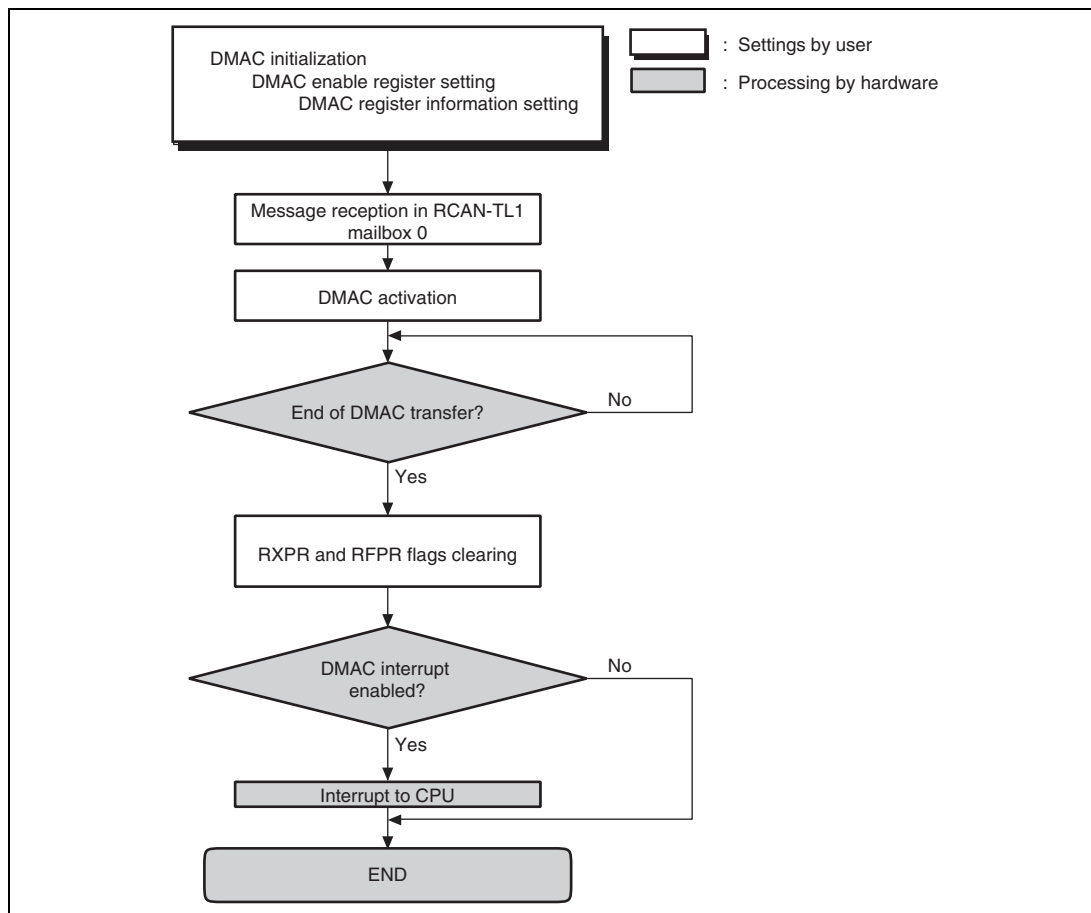 DMAC initialization
DMAC enable register setting
DMAC register information setting
: Settings by user
: Processing by hardware
Message reception in RCAN-TL1
mailbox 0
DMAC activation
End of DMAC transfer?
No
Yes
RXPR and RFPR flags clearing
DMAC interrupt
enabled?
No
Yes
Interrupt to CPU
END